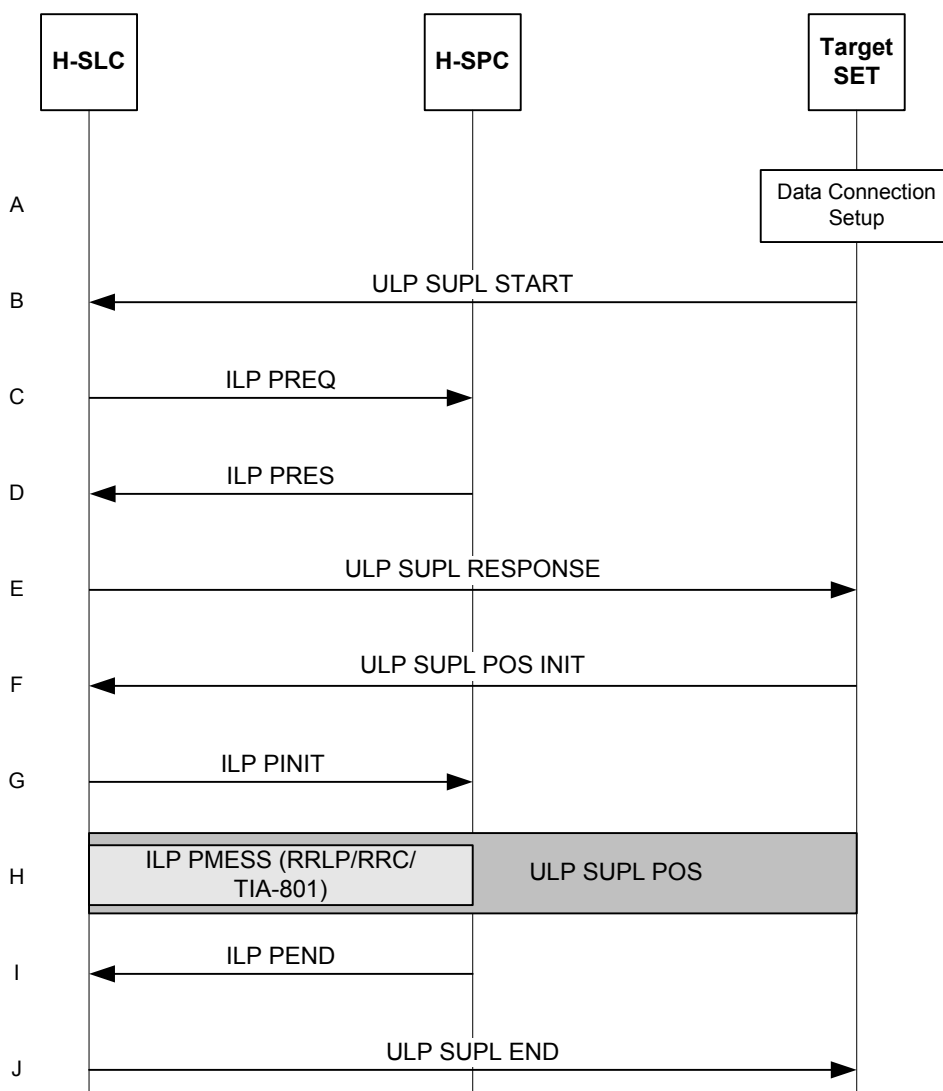 H-SLC
H-SPC
Target
SET
A
Data Connection
Setup
B
ULP SUPL START
C
ILP PREQ
D
ILP PRES
E
ULP SUPL RESPONSE
F
ULP SUPL POS INIT
G
ILP PINIT
H
ILP PMESS (RRLP/RRC/
TIA-801)
ULP SUPL POS
I
ILP PEND
J
ULP SUPL END